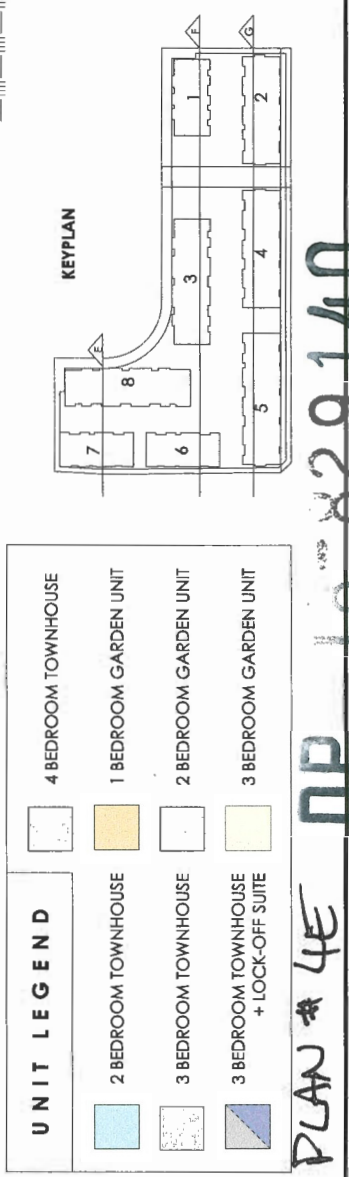 UNIT LEGEND
2 BEDROOM TOWNHOUSE
3 BEDROOM TOWNHOUSE
3 BEDROOM TOWNHOUSE
+ LOCK-OFF SUITE
4 BEDROOM TOWNHOUSE
1 BEDROOM GARDEN UNIT
2 BEDROOM GARDEN UNIT
3 BEDROOM GARDEN UNIT
KEYPLAN
E
F
G
7
8
6
3
1
5
4
2
PLAN # 4E